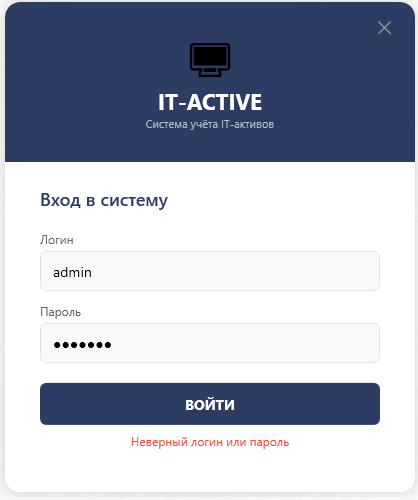 IT-ACTIVE
Система учёта IT-активов
Вход в систему
Логин
admin
Пароль
●●●●●●●
ВОЙТИ
Неверный логин или пароль